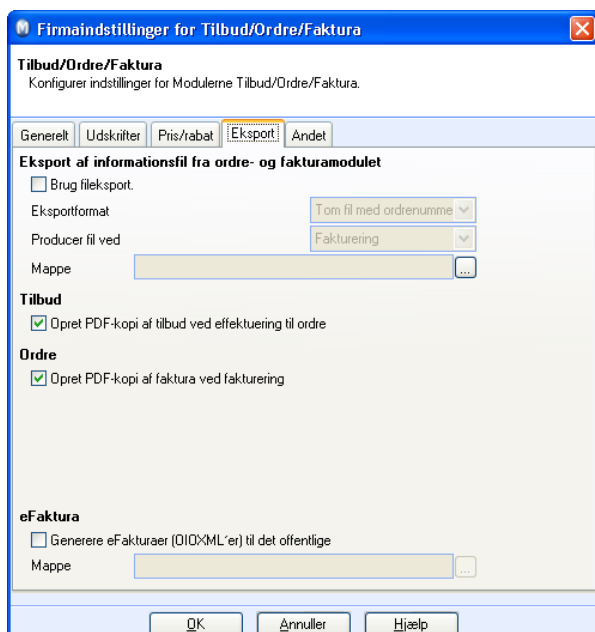 Firmaindstillinger for Tilbud/Ordre/Faktura
Tilbud/Ordre/Faktura
Konfigurer indstillinger for Modulerne Tilbud/Ordre/Faktura.
Generelt Udskrifter Pris/rabat Eksport Andet
Eksport af informationsfil fra ordre- og fakturamodulet
Brug fileksport.
Eksportformat Tom fil med ordrenumme
Producer fil ved Fakturering
Mappe ...
Tilbud
Opret PDF-kopi af tilbud ved effektuering til ordre
Ordre
Opret PDF-kopi af faktura ved fakturering
eFaktura
Generere eFakturaer (OIOXML´er) til det offentlige
Mappe ...
OK Annuller Hjælp